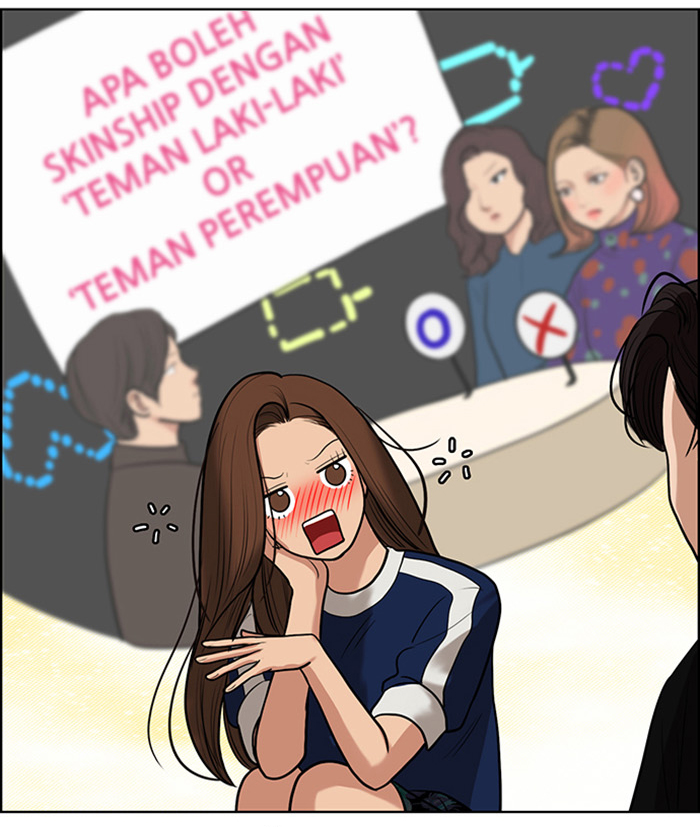 APA BOLEH
SKINSHIP DENGAN
'TEMAN LAKI-LAKI'
OR
'TEMAN PEREMPUAN'?
O X